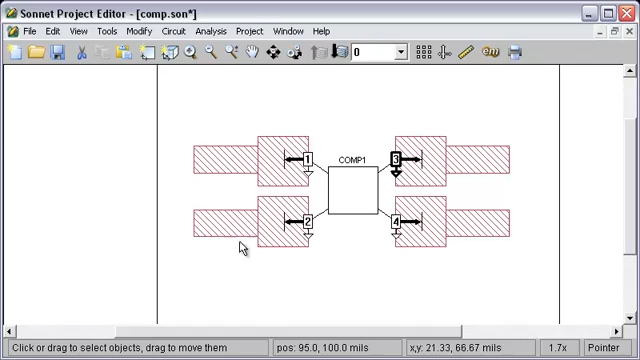 Sonnet Project Editor - [comp.son*]
File Edit View Tools Modify Circuit Analysis Project Window Help
0
COMP1
1 3
2 4
Click or drag to select objects, drag to move them pos: 95.0, 100.0 mils x,y: 21.33, 66.67 mils 1.7x Pointer